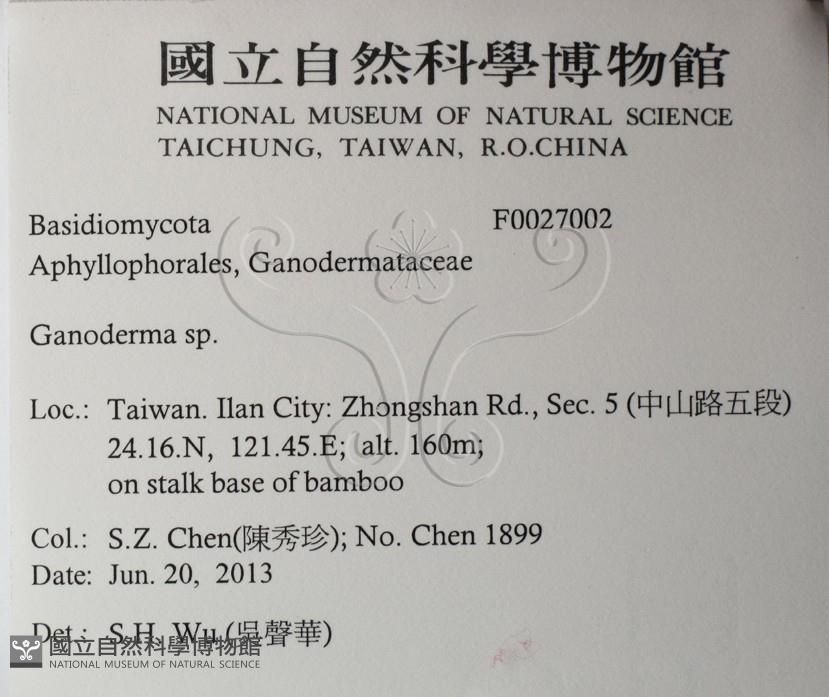 國立自然科學博物館
NATIONAL MUSEUM OF NATURAL SCIENCE
TAICHUNG, TAIWAN, R.O.CHINA
Basidiomycota F0027002
Aphyllophorales, Ganodermataceae
Ganoderma sp.
Loc.: Taiwan. Ilan City: Zhongshan Rd., Sec. 5 (中山路五段)
24.16.N, 121.45.E; alt. 160m;
on stalk base of bamboo
Col.: S.Z. Chen(陳秀珍); No. Chen 1899
Date: Jun. 20, 2013
Det.: S.H. Wu (吳聲華)
國立自然科學博物館
NATIONAL MUSEUM OF NATURAL SCIENCE